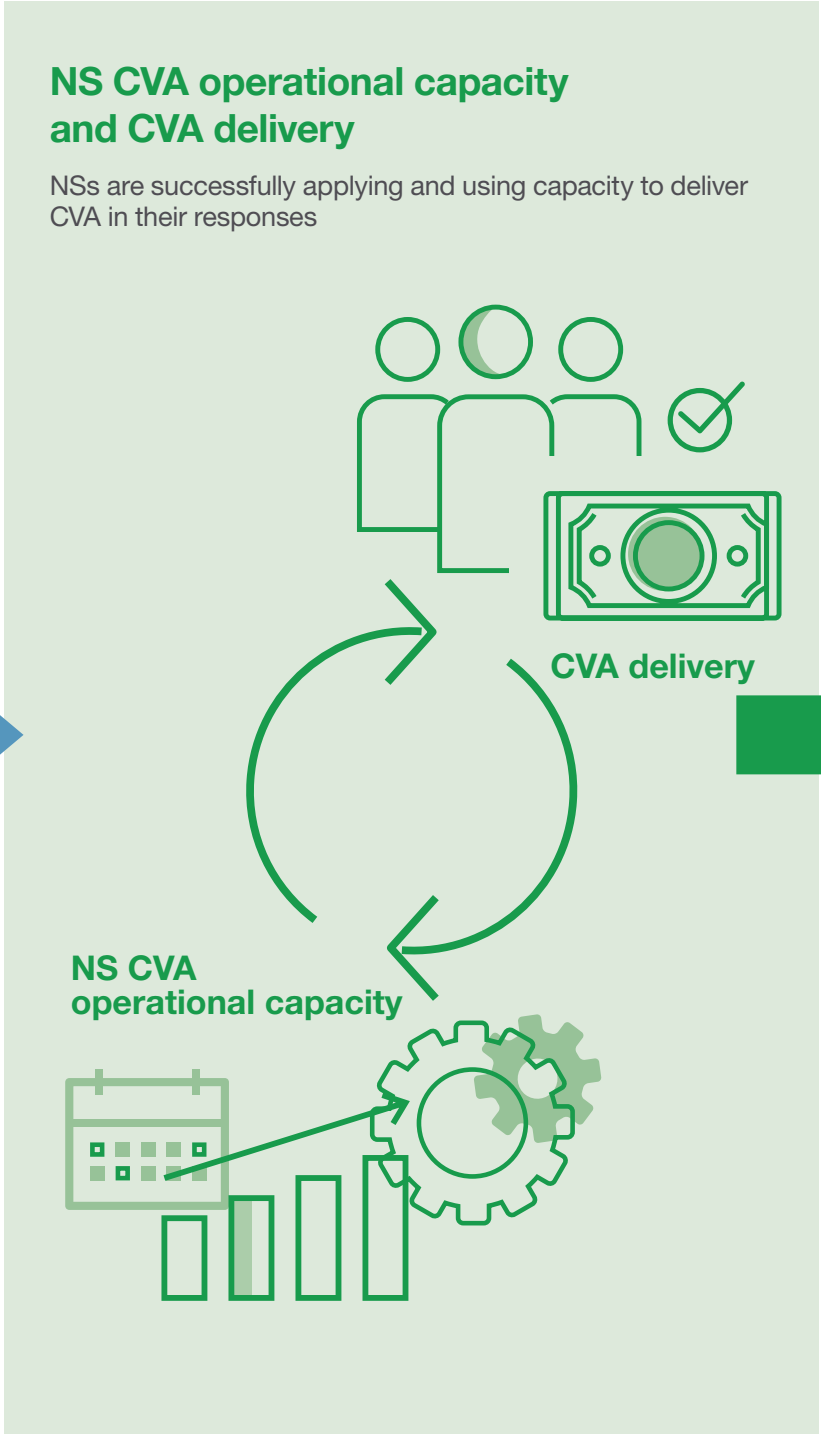 NS CVA operational capacity
and CVA delivery
NSs are successfully applying and using capacity to deliver
CVA in their responses
CVA delivery
NS CVA
operational capacity